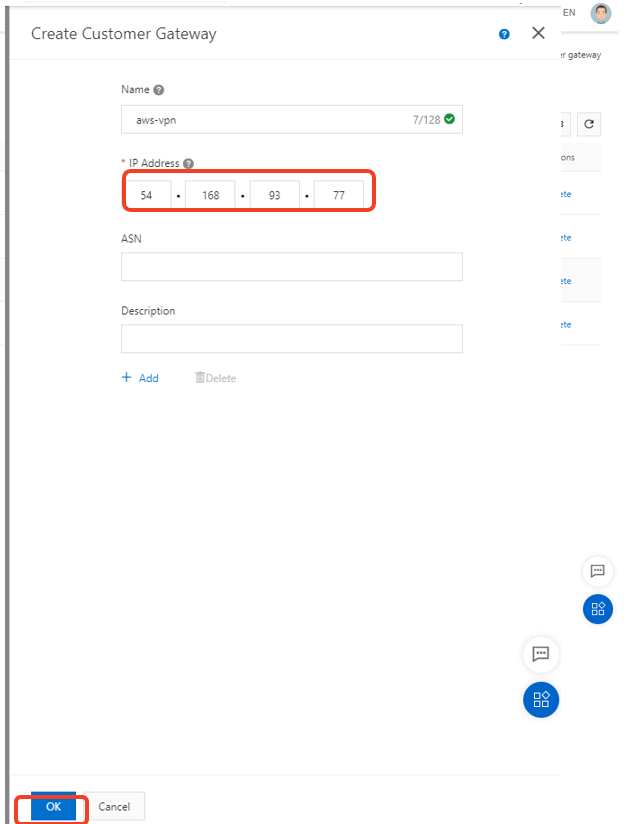 EN
Create Customer Gateway
er gateway
Name
aws-vpn 7/128
* IP Address
54 • 168 • 93 • 77
ons
ete
ASN
ete
ete
Description
ete
+ Add Delete
OK Cancel